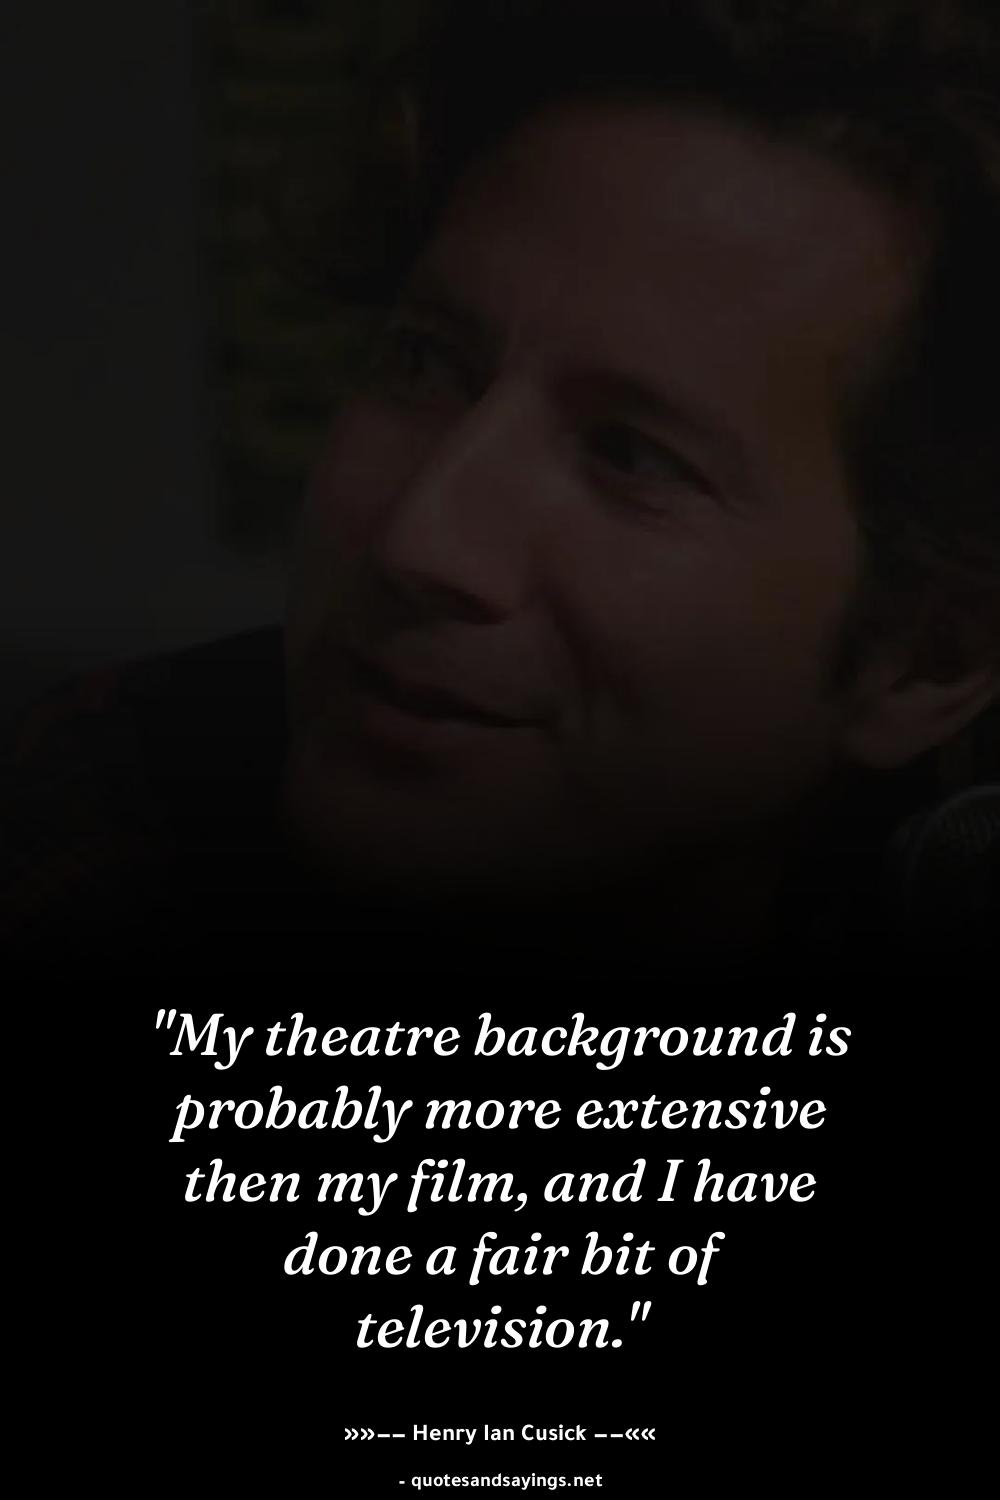 "My theatre background is
probably more extensive
then my film, and I have
done a fair bit of
television."
»»−− Henry Ian Cusick −−««
- quotesandsayings.net